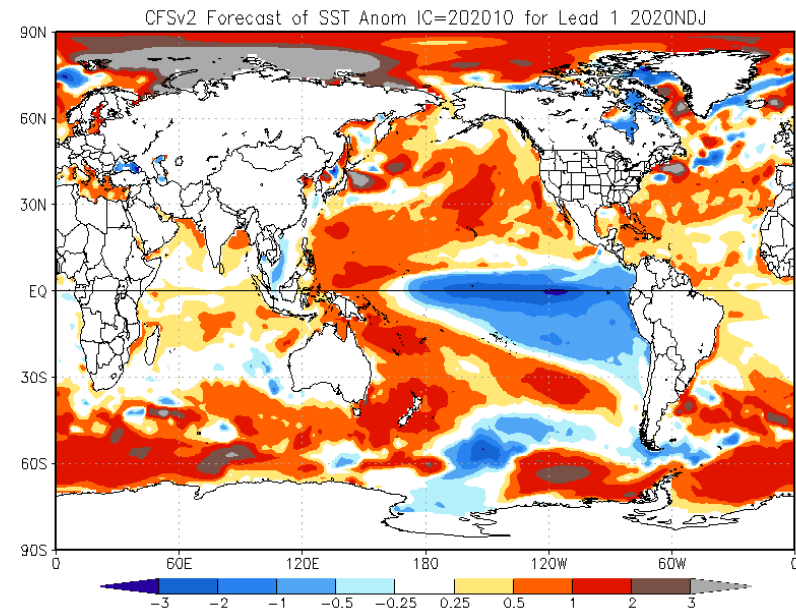 CFSv2 Forecast of SST Anom IC=202010 for Lead 1 2020NDJ
90N
60N
30N
EQ
30S
60S
90S
0 60E 120E 180 120W 60W 0
-3 -2 -1 -0.5 -0.25 0.25 0.5 1 2 3